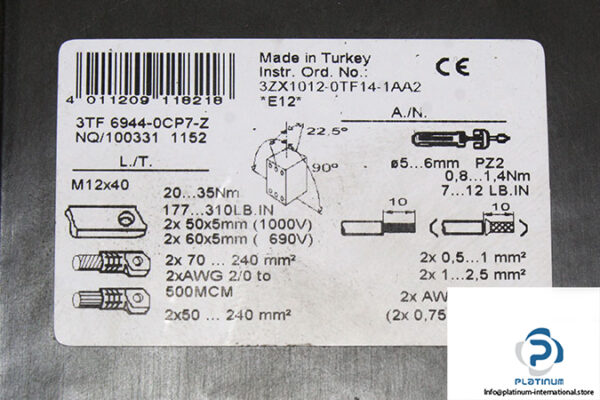 Made in Turkey
Instr. Ord. No.:
3ZX1012-0TF14-1AA2
*E12*
CE
4 011209 118218
3TF 6944-0CP7-Z
NQ/100331 1152
L./T.
A./N.
22,5°
90°
ø5...6mm PZ2
0,8...1,4Nm
7...12 LB.IN
M12x40
20...35Nm
177...310LB.IN
2x 50x5mm (1000V)
2x 60x5mm ( 690V)
10
10
2x 70 ... 240 mm²
2xAWG 2/0 to
500MCM
2x50 ... 240 mm²
2x 0,5...1 mm²
2x 1...2,5 mm²
2x AW
(2x 0,75
PLATINUM
Info@platinum-international.store